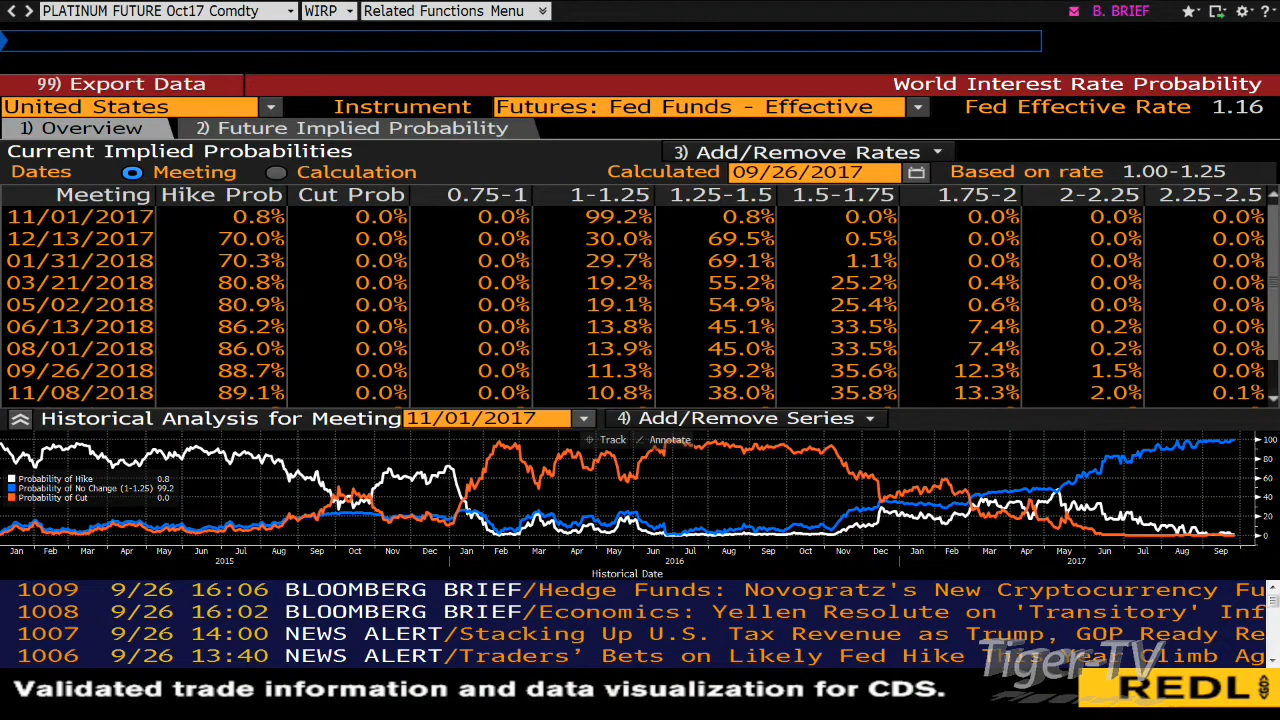 PLATINUM FUTURE Oct17 Comdty WIRP Related Functions Menu B. BRIEF
99) Export Data World Interest Rate Probability
United States Instrument Futures: Fed Funds - Effective Fed Effective Rate 1.16
1) Overview 2) Future Implied Probability
Current Implied Probabilities 3) Add/Remove Rates
Dates Meeting Calculation Calculated 09/26/2017 Based on rate 1.00-1.25
Meeting Hike Prob Cut Prob 0.75-1 1-1.25 1.25-1.5 1.5-1.75 1.75-2 2-2.25 2.25-2.5
11/01/2017 0.8% 0.0% 0.0% 99.2% 0.8% 0.0% 0.0% 0.0% 0.0%
12/13/2017 70.0% 0.0% 0.0% 30.0% 69.5% 0.5% 0.0% 0.0% 0.0%
01/31/2018 70.3% 0.0% 0.0% 29.7% 69.1% 1.1% 0.0% 0.0% 0.0%
03/21/2018 80.8% 0.0% 0.0% 19.2% 55.2% 25.2% 0.4% 0.0% 0.0%
05/02/2018 80.9% 0.0% 0.0% 19.1% 54.9% 25.4% 0.6% 0.0% 0.0%
06/13/2018 86.2% 0.0% 0.0% 13.8% 45.1% 33.5% 7.4% 0.2% 0.0%
08/01/2018 86.0% 0.0% 0.0% 13.9% 45.0% 33.5% 7.4% 0.2% 0.0%
09/26/2018 88.7% 0.0% 0.0% 11.3% 39.2% 35.6% 12.3% 1.5% 0.0%
11/08/2018 89.1% 0.0% 0.0% 10.8% 38.0% 35.8% 13.3% 2.0% 0.1%
Historical Analysis for Meeting 11/01/2017 4) Add/Remove Series
Track Annotate
100
80
60
40
20
0
Probability of Hike 0.8
Probability of No Change (1-1.25) 99.2
Probability of Cut 0.0
Jan Feb Mar Apr May Jun Jul Aug Sep Oct Nov Dec Jan Feb Mar Apr May Jun Jul Aug Sep Oct Nov Dec Jan Feb Mar Apr May Jun Jul Aug Sep
2015 2016 2017
Historical Date
1009 9/26 16:06 BLOOMBERG BRIEF/Hedge Funds: Novogratz's New Cryptocurrency Fu
1008 9/26 16:02 BLOOMBERG BRIEF/Economics: Yellen Resolute on 'Transitory' Inf
1007 9/26 14:00 NEWS ALERT/Stacking Up U.S. Tax Revenue as Trump, GOP Ready Re
1006 9/26 13:40 NEWS ALERT/Traders' Bets on Likely Fed Hike This Year Climb Ag
Tiger-TV
Validated trade information and data visualization for CDS. REDL GO